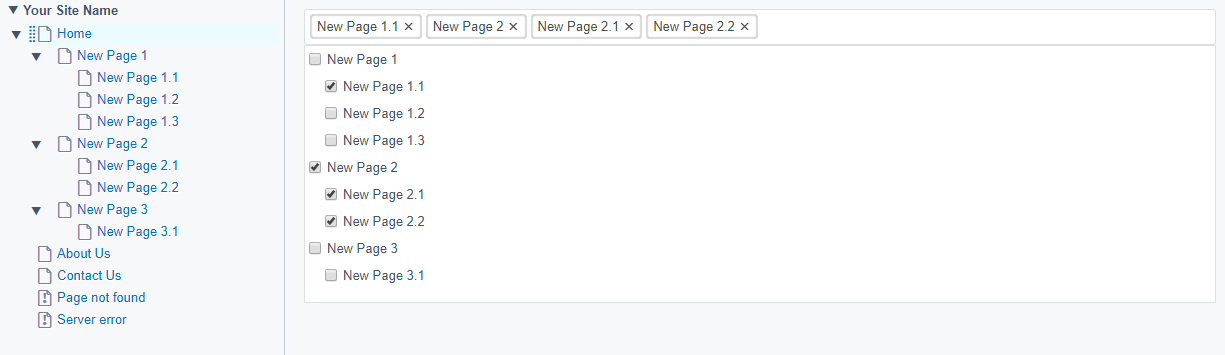 Your Site Name
Home
New Page 1
New Page 1.1
New Page 1.2
New Page 1.3
New Page 2
New Page 2.1
New Page 2.2
New Page 3
New Page 3.1
About Us
Contact Us
Page not found
Server error
New Page 1.1 × New Page 2 × New Page 2.1 × New Page 2.2 ×
New Page 1
New Page 1.1
New Page 1.2
New Page 1.3
New Page 2
New Page 2.1
New Page 2.2
New Page 3
New Page 3.1